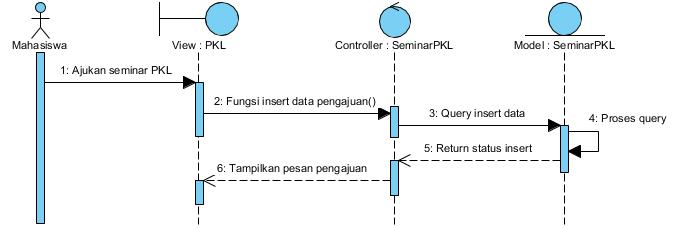 Mahasiswa
View : PKL
Controller : SeminarPKL
Model : SeminarPKL
1: Ajukan seminar PKL
2: Fungsi insert data pengajuan()
3: Query insert data
4: Proses query
5: Return status insert
6: Tampilkan pesan pengajuan